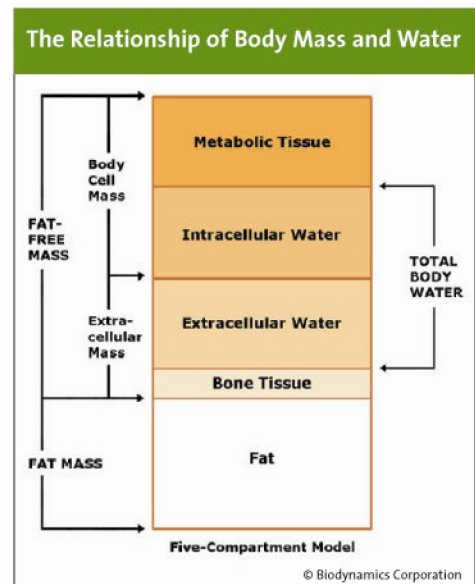 The Relationship of Body Mass and Water
Metabolic Tissue
Body
Cell
Mass
Intracellular Water
FAT-
FREE
MASS
TOTAL
BODY
WATER
Extra-
cellular
Mass
Extracellular Water
Bone Tissue
Fat
FAT MASS
Five-Compartment Model
© Biodynamics Corporation